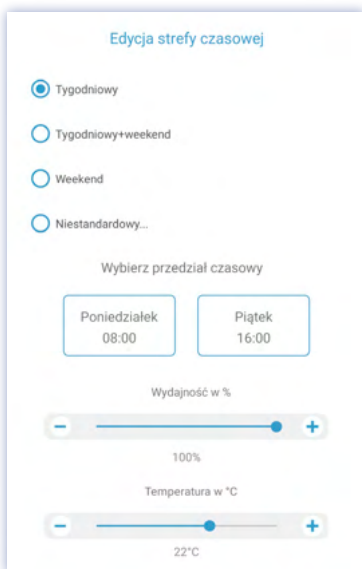 Edycja strefy czasowej
Tygodniowy
Tygodniowy+weekend
Weekend
Niestandardowy...
Wybierz przedział czasowy
Poniedziałek
08:00
Piątek
16:00
Wydajność w %
100%
Temperatura w °C
22°C